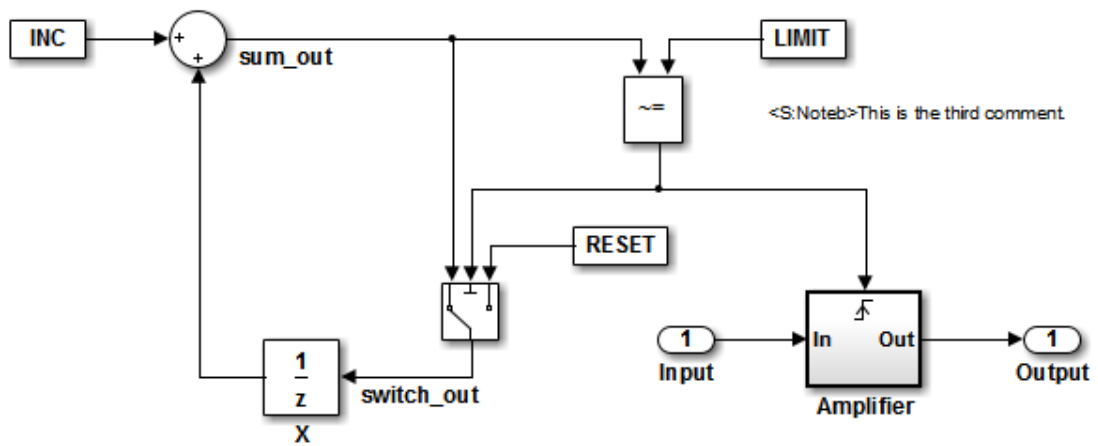 INC
+
+
sum_out
LIMIT
~=
<S:Noteb>This is the third comment.
RESET
1
z
X
switch_out
1
Input
In
Out
Amplifier
1
Output